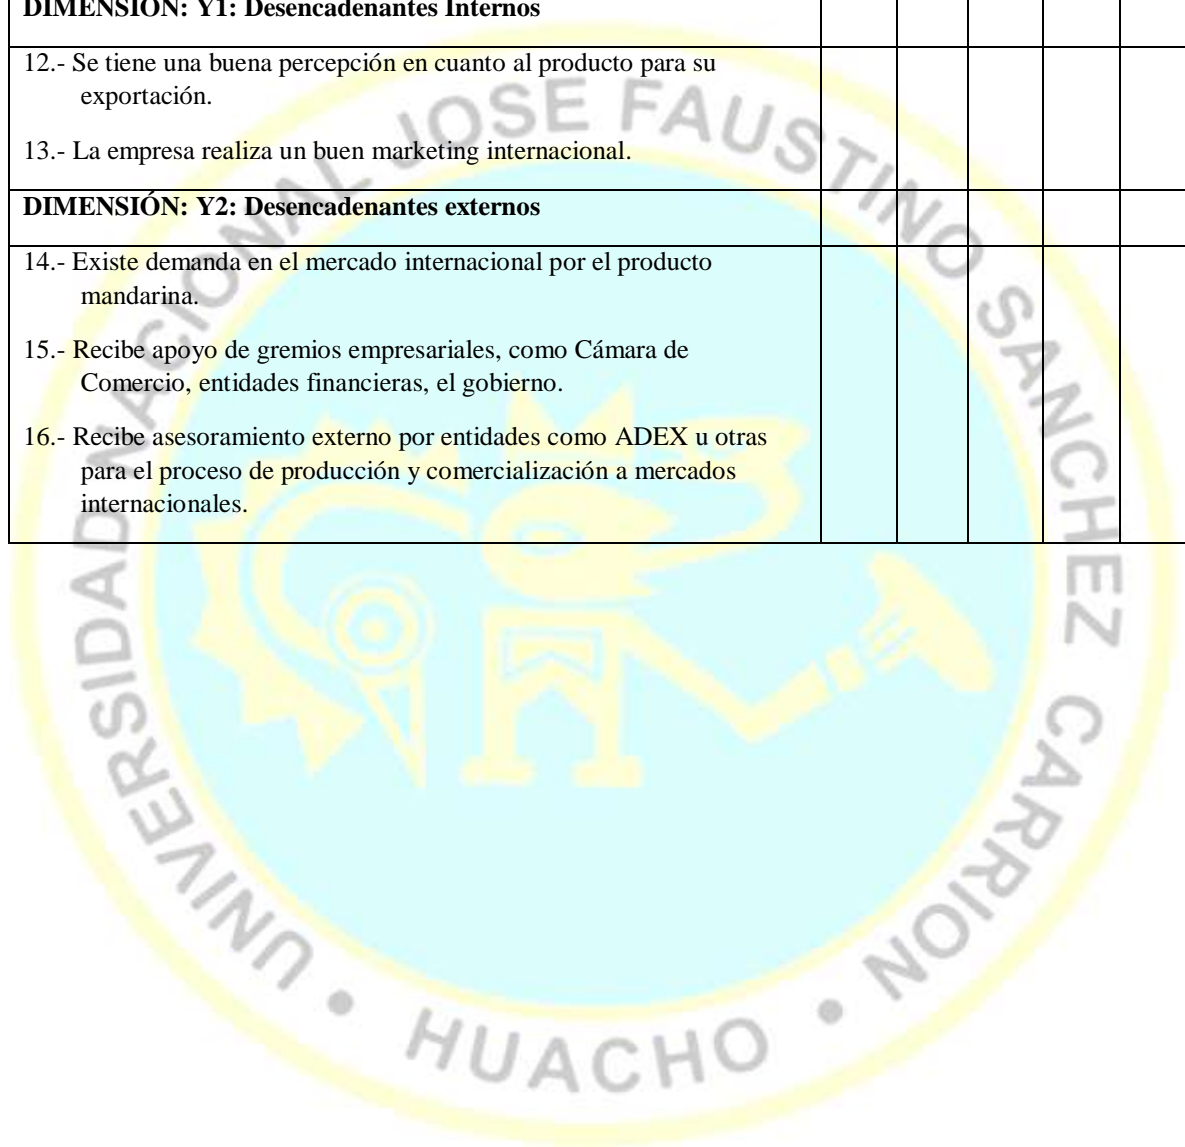 DIMENSIÓN: Y1: Desencadenantes Internos
12.- Se tiene una buena percepción en cuanto al producto para su
exportación.
13.- La empresa realiza un buen marketing internacional.
DIMENSIÓN: Y2: Desencadenantes externos
14.- Existe demanda en el mercado internacional por el producto
mandarina.
15.- Recibe apoyo de gremios empresariales, como Cámara de
Comercio, entidades financieras, el gobierno.
16.- Recibe asesoramiento externo por entidades como ADEX u otras
para el proceso de producción y comercialización a mercados
internacionales.
UNIVERSIDAD NACIONAL JOSE FAUSTINO SANCHEZ CARRION
• HUACHO •